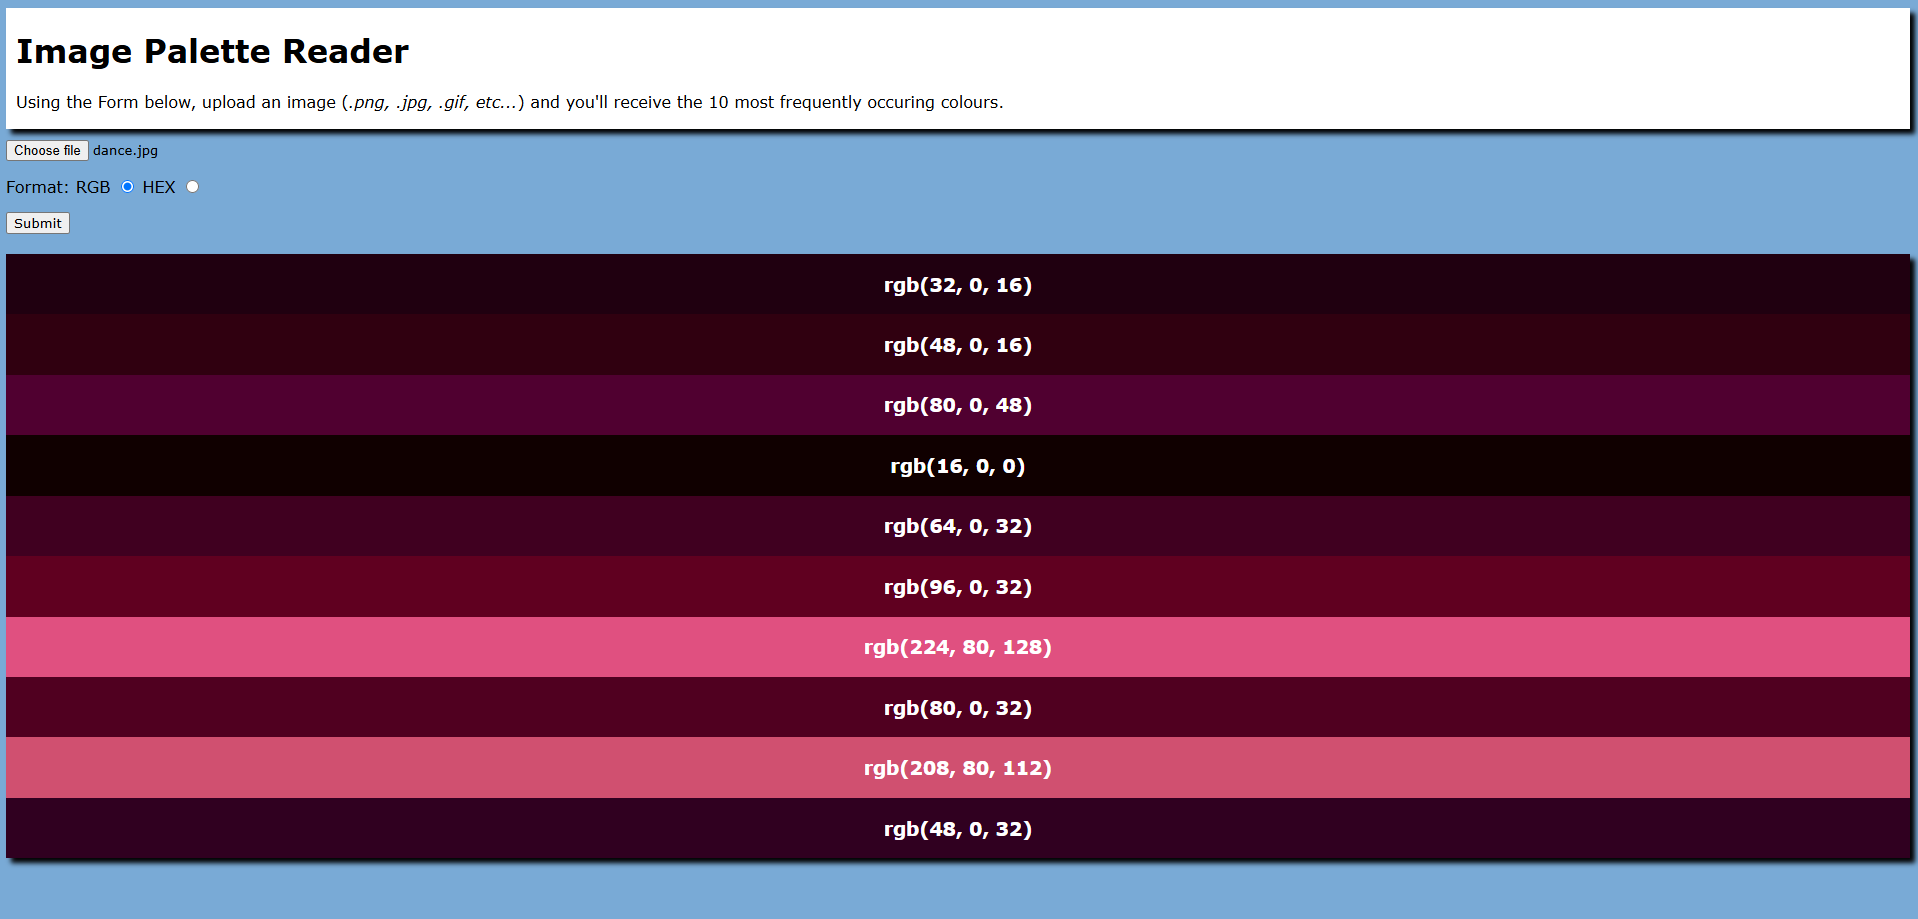 Image Palette Reader
Using the Form below, upload an image (.png, .jpg, .gif, etc...) and you'll receive the 10 most frequently occuring colours.
Choose file dance.jpg
Format: RGB HEX
Submit
rgb(32, 0, 16)
rgb(48, 0, 16)
rgb(80, 0, 48)
rgb(16, 0, 0)
rgb(64, 0, 32)
rgb(96, 0, 32)
rgb(224, 80, 128)
rgb(80, 0, 32)
rgb(208, 80, 112)
rgb(48, 0, 32)